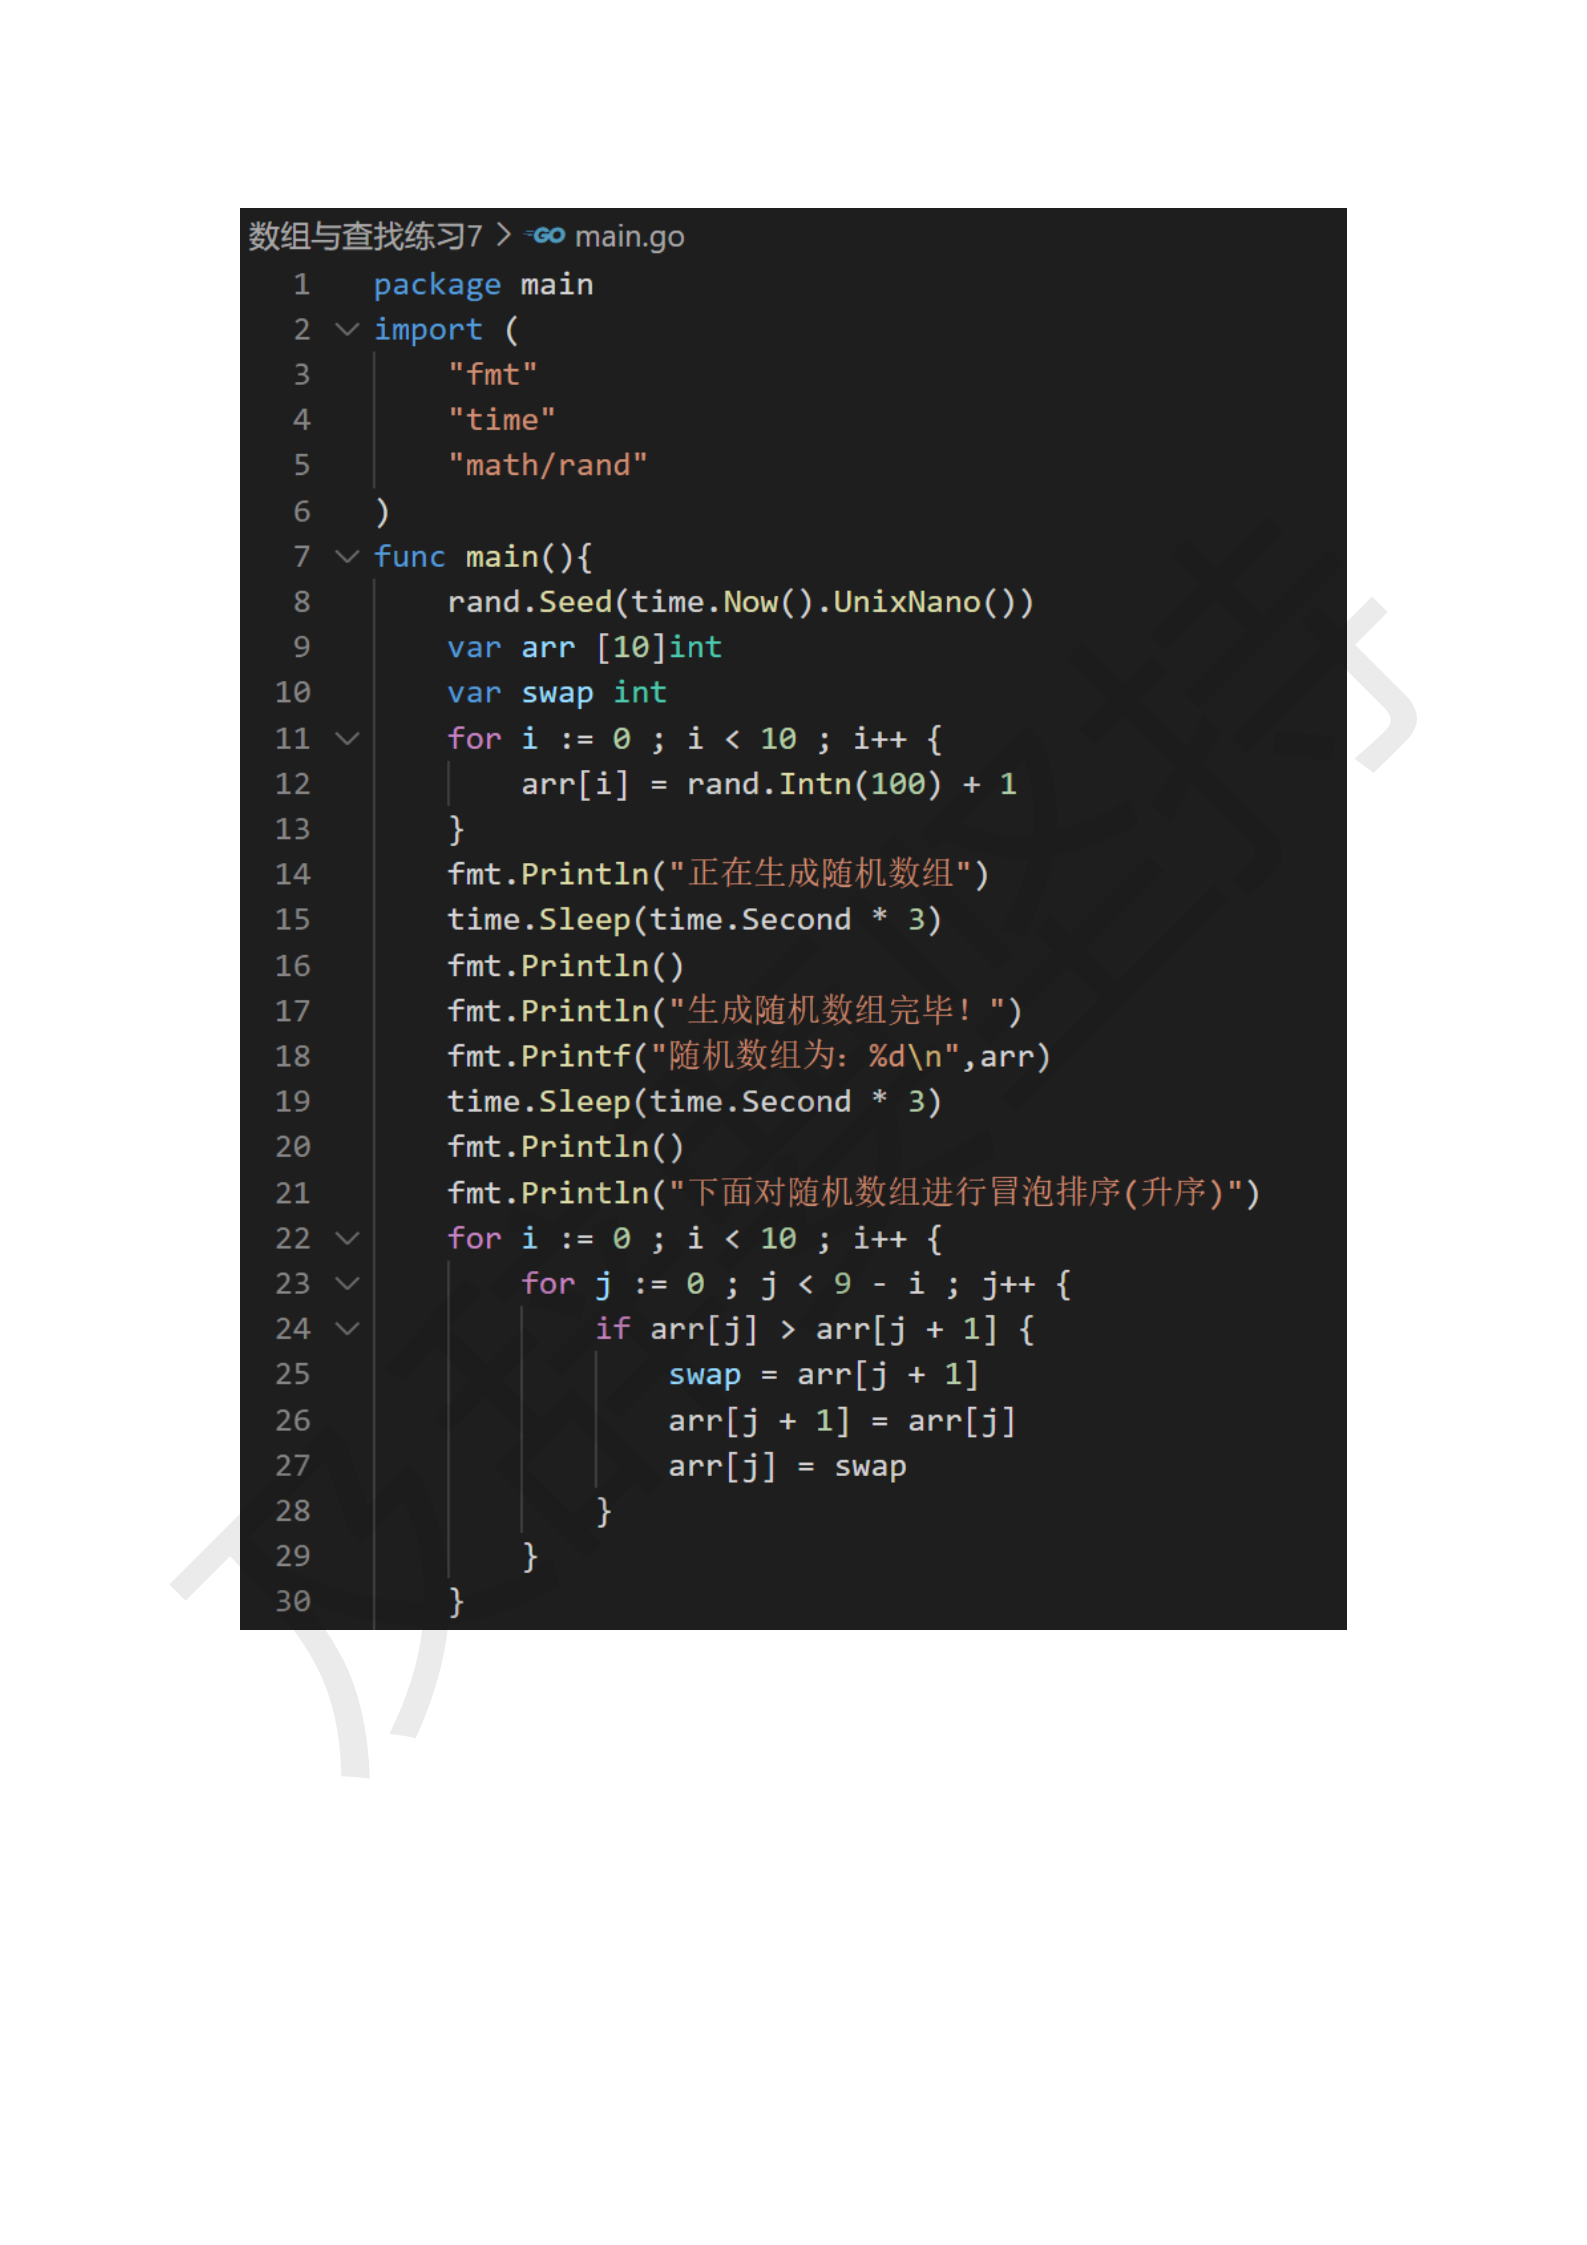 数组与查找练习7 > GO main.go
1 package main
2 import (
3 "fmt"
4 "time"
5 "math/rand"
6 )
7 func main(){
8 rand.Seed(time.Now().UnixNano())
9 var arr [10]int
10 var swap int
11 for i := 0 ; i < 10 ; i++ {
12 arr[i] = rand.Intn(100) + 1
13 }
14 fmt.Println("正在生成随机数组")
15 time.Sleep(time.Second * 3)
16 fmt.Println()
17 fmt.Println("生成随机数组完毕！")
18 fmt.Printf("随机数组为：%d\n",arr)
19 time.Sleep(time.Second * 3)
20 fmt.Println()
21 fmt.Println("下面对随机数组进行冒泡排序(升序)")
22 for i := 0 ; i < 10 ; i++ {
23 for j := 0 ; j < 9 - i ; j++ {
24 if arr[j] > arr[j + 1] {
25 swap = arr[j + 1]
26 arr[j + 1] = arr[j]
27 arr[j] = swap
28 }
29 }
30 }